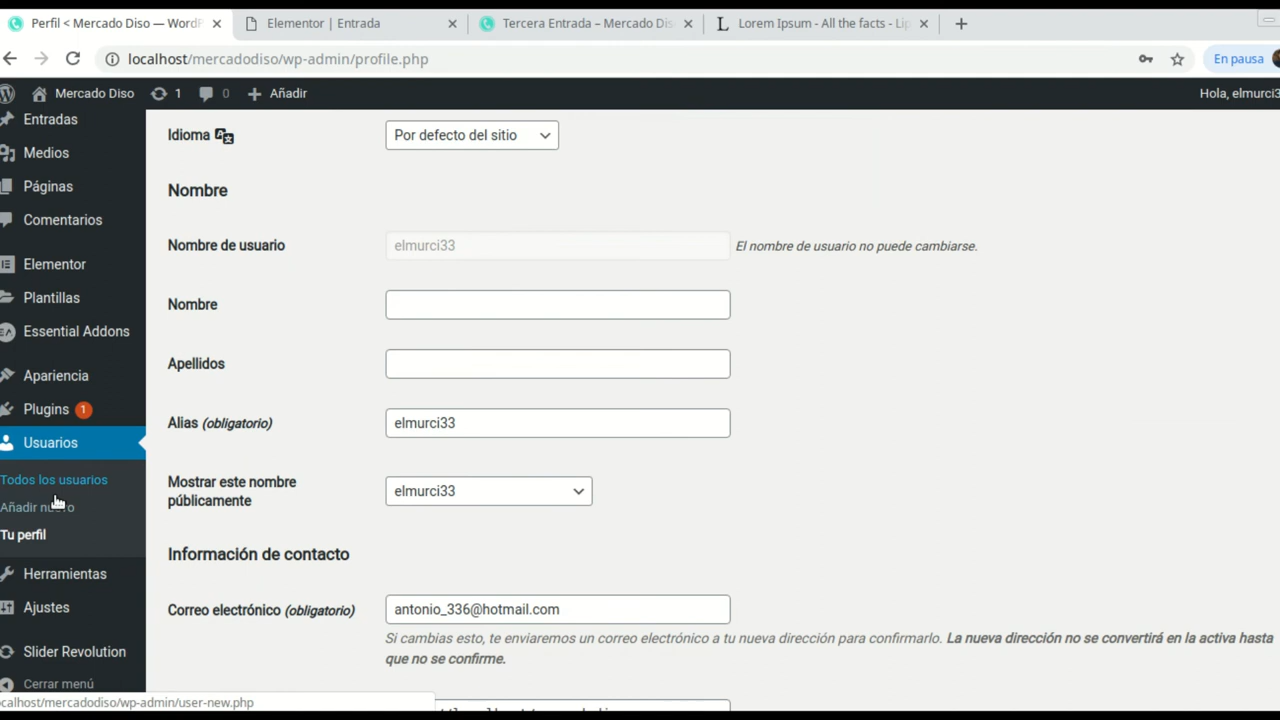 Perfil < Mercado Diso — WordP
Elementor | Entrada
Tercera Entrada – Mercado Dis
Lorem Ipsum - All the facts - Lip
localhost/mercadodiso/wp-admin/profile.php
En pausa
Mercado Diso
1
0
Añadir
Hola, elmurci3
Entradas
Medios
Páginas
Comentarios
Elementor
Plantillas
Essential Addons
Apariencia
Plugins 1
Usuarios
Todos los usuarios
Añadir nuevo
Tu perfil
Herramientas
Ajustes
Slider Revolution
Cerrar menú
Idioma
Por defecto del sitio
Nombre
Nombre de usuario
elmurci33
El nombre de usuario no puede cambiarse.
Nombre
Apellidos
Alias (obligatorio)
elmurci33
Mostrar este nombre
públicamente
elmurci33
Información de contacto
Correo electrónico (obligatorio)
antonio_336@hotmail.com
Si cambias esto, te enviaremos un correo electrónico a tu nueva dirección para confirmarlo. La nueva dirección no se convertirá en la activa hasta
que no se confirme.
ocalhost/mercadodiso/wp-admin/user-new.php